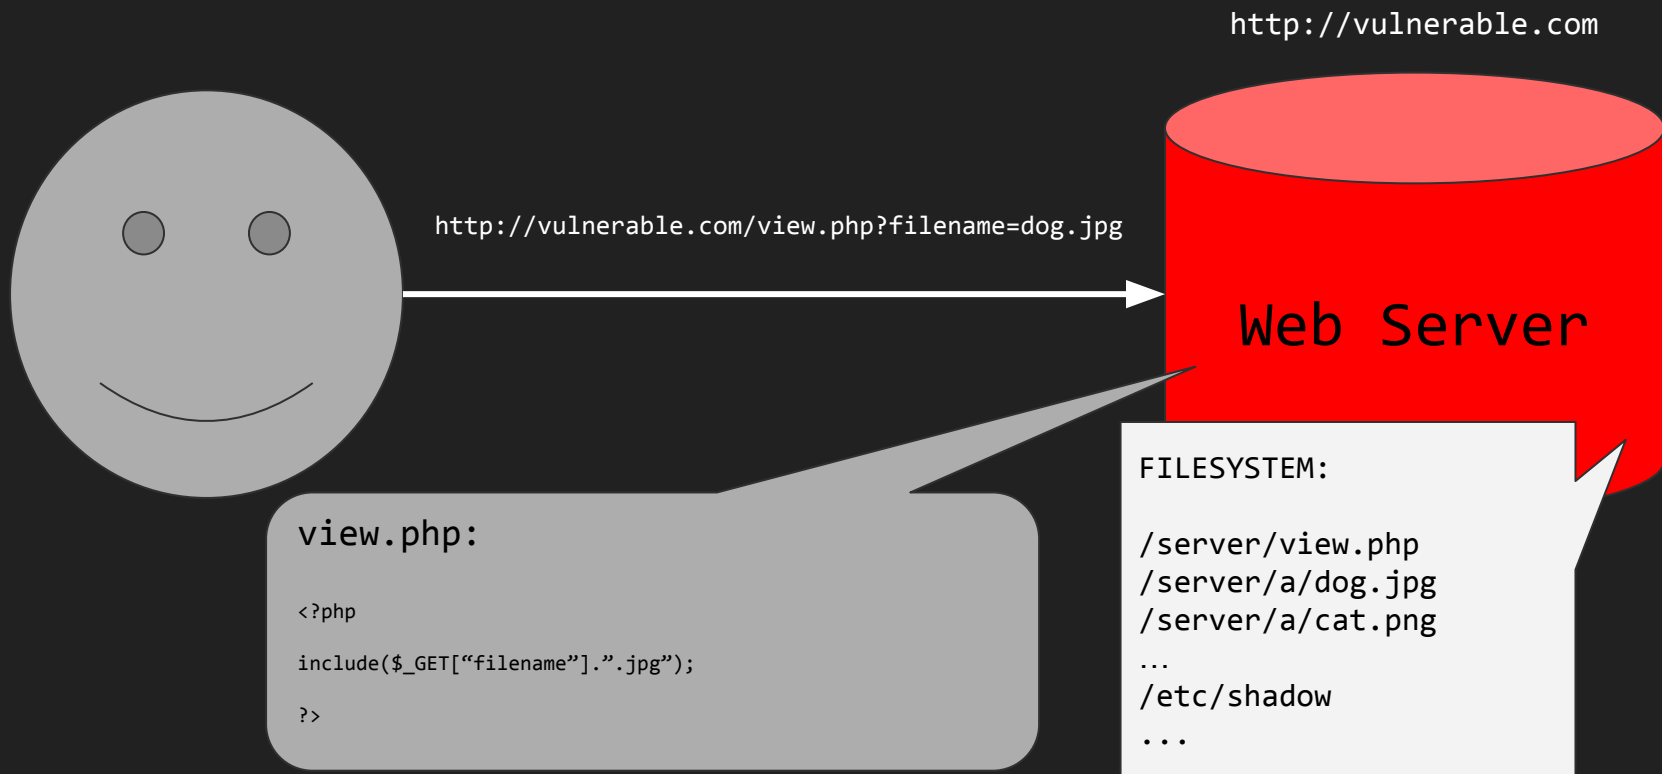 http://vulnerable.com
http://vulnerable.com/view.php?filename=dog.jpg
Web Server
view.php:
<?php
include($_GET[“filename”].”.jpg”);
?>
FILESYSTEM:
/server/view.php
/server/a/dog.jpg
/server/a/cat.png
…
/etc/shadow
...